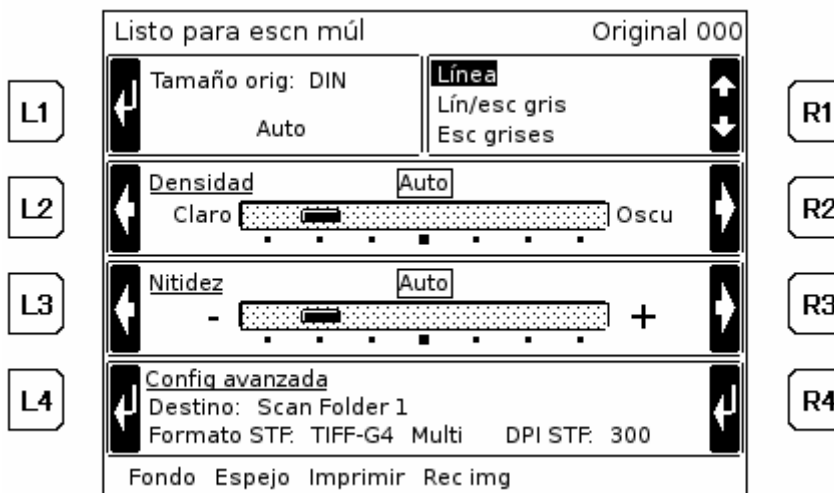 Listo para escn múl Original 000
L1 Tamaño orig: DIN Línea R1
Lín/esc gris
Auto Esc grises
L2 Densidad Auto R2
Claro Oscu
L3 Nitidez Auto R3
- +
L4 Config avanzada R4
Destino: Scan Folder 1
Formato STF: TIFF-G4 Multi DPI STF: 300
Fondo Espejo Imprimir Rec img